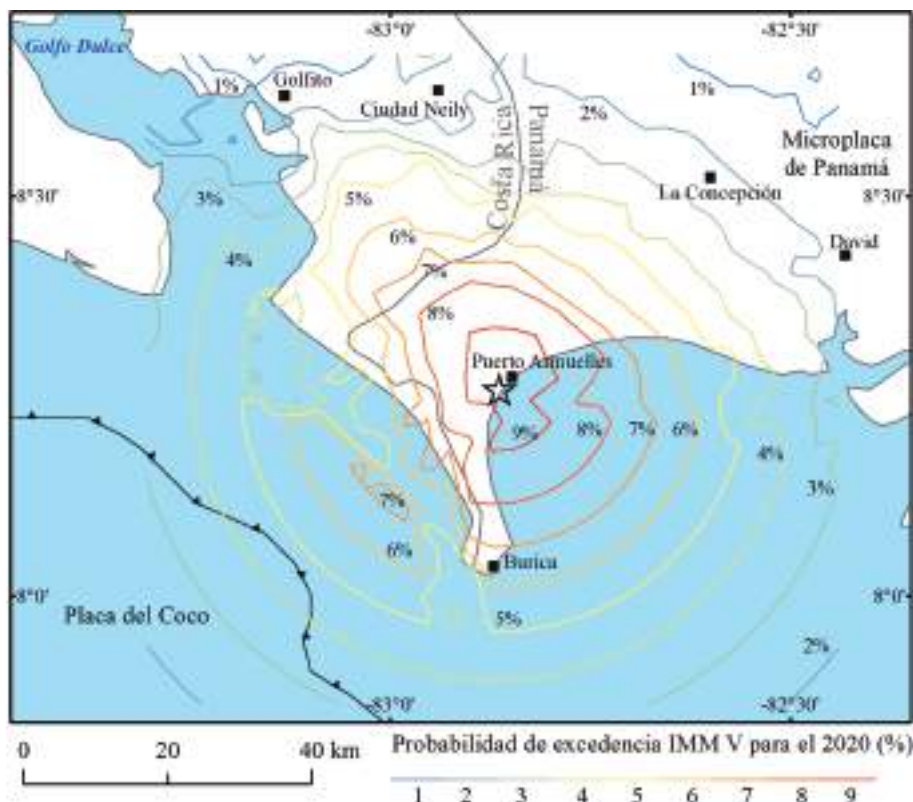 -83°0'
-82°30'
Golfo Dulce
1%
Golfito
Ciudad Neily
Costa Rica
Panamá
2%
1%
Microplaca
de Panamá
La Concepción
8°30'
8°30'
3%
5%
4%
6%
David
7%
8%
Puerto Armuelles
9%
8%
7%
6%
4%
3%
7%
6%
Burica
8°0'
8°0'
Placa del Coco
5%
2%
-83°0'
-82°30'
0 20 40 km
Probabilidad de excedencia IMM V para el 2020 (%)
1 2 3 4 5 6 7 8 9